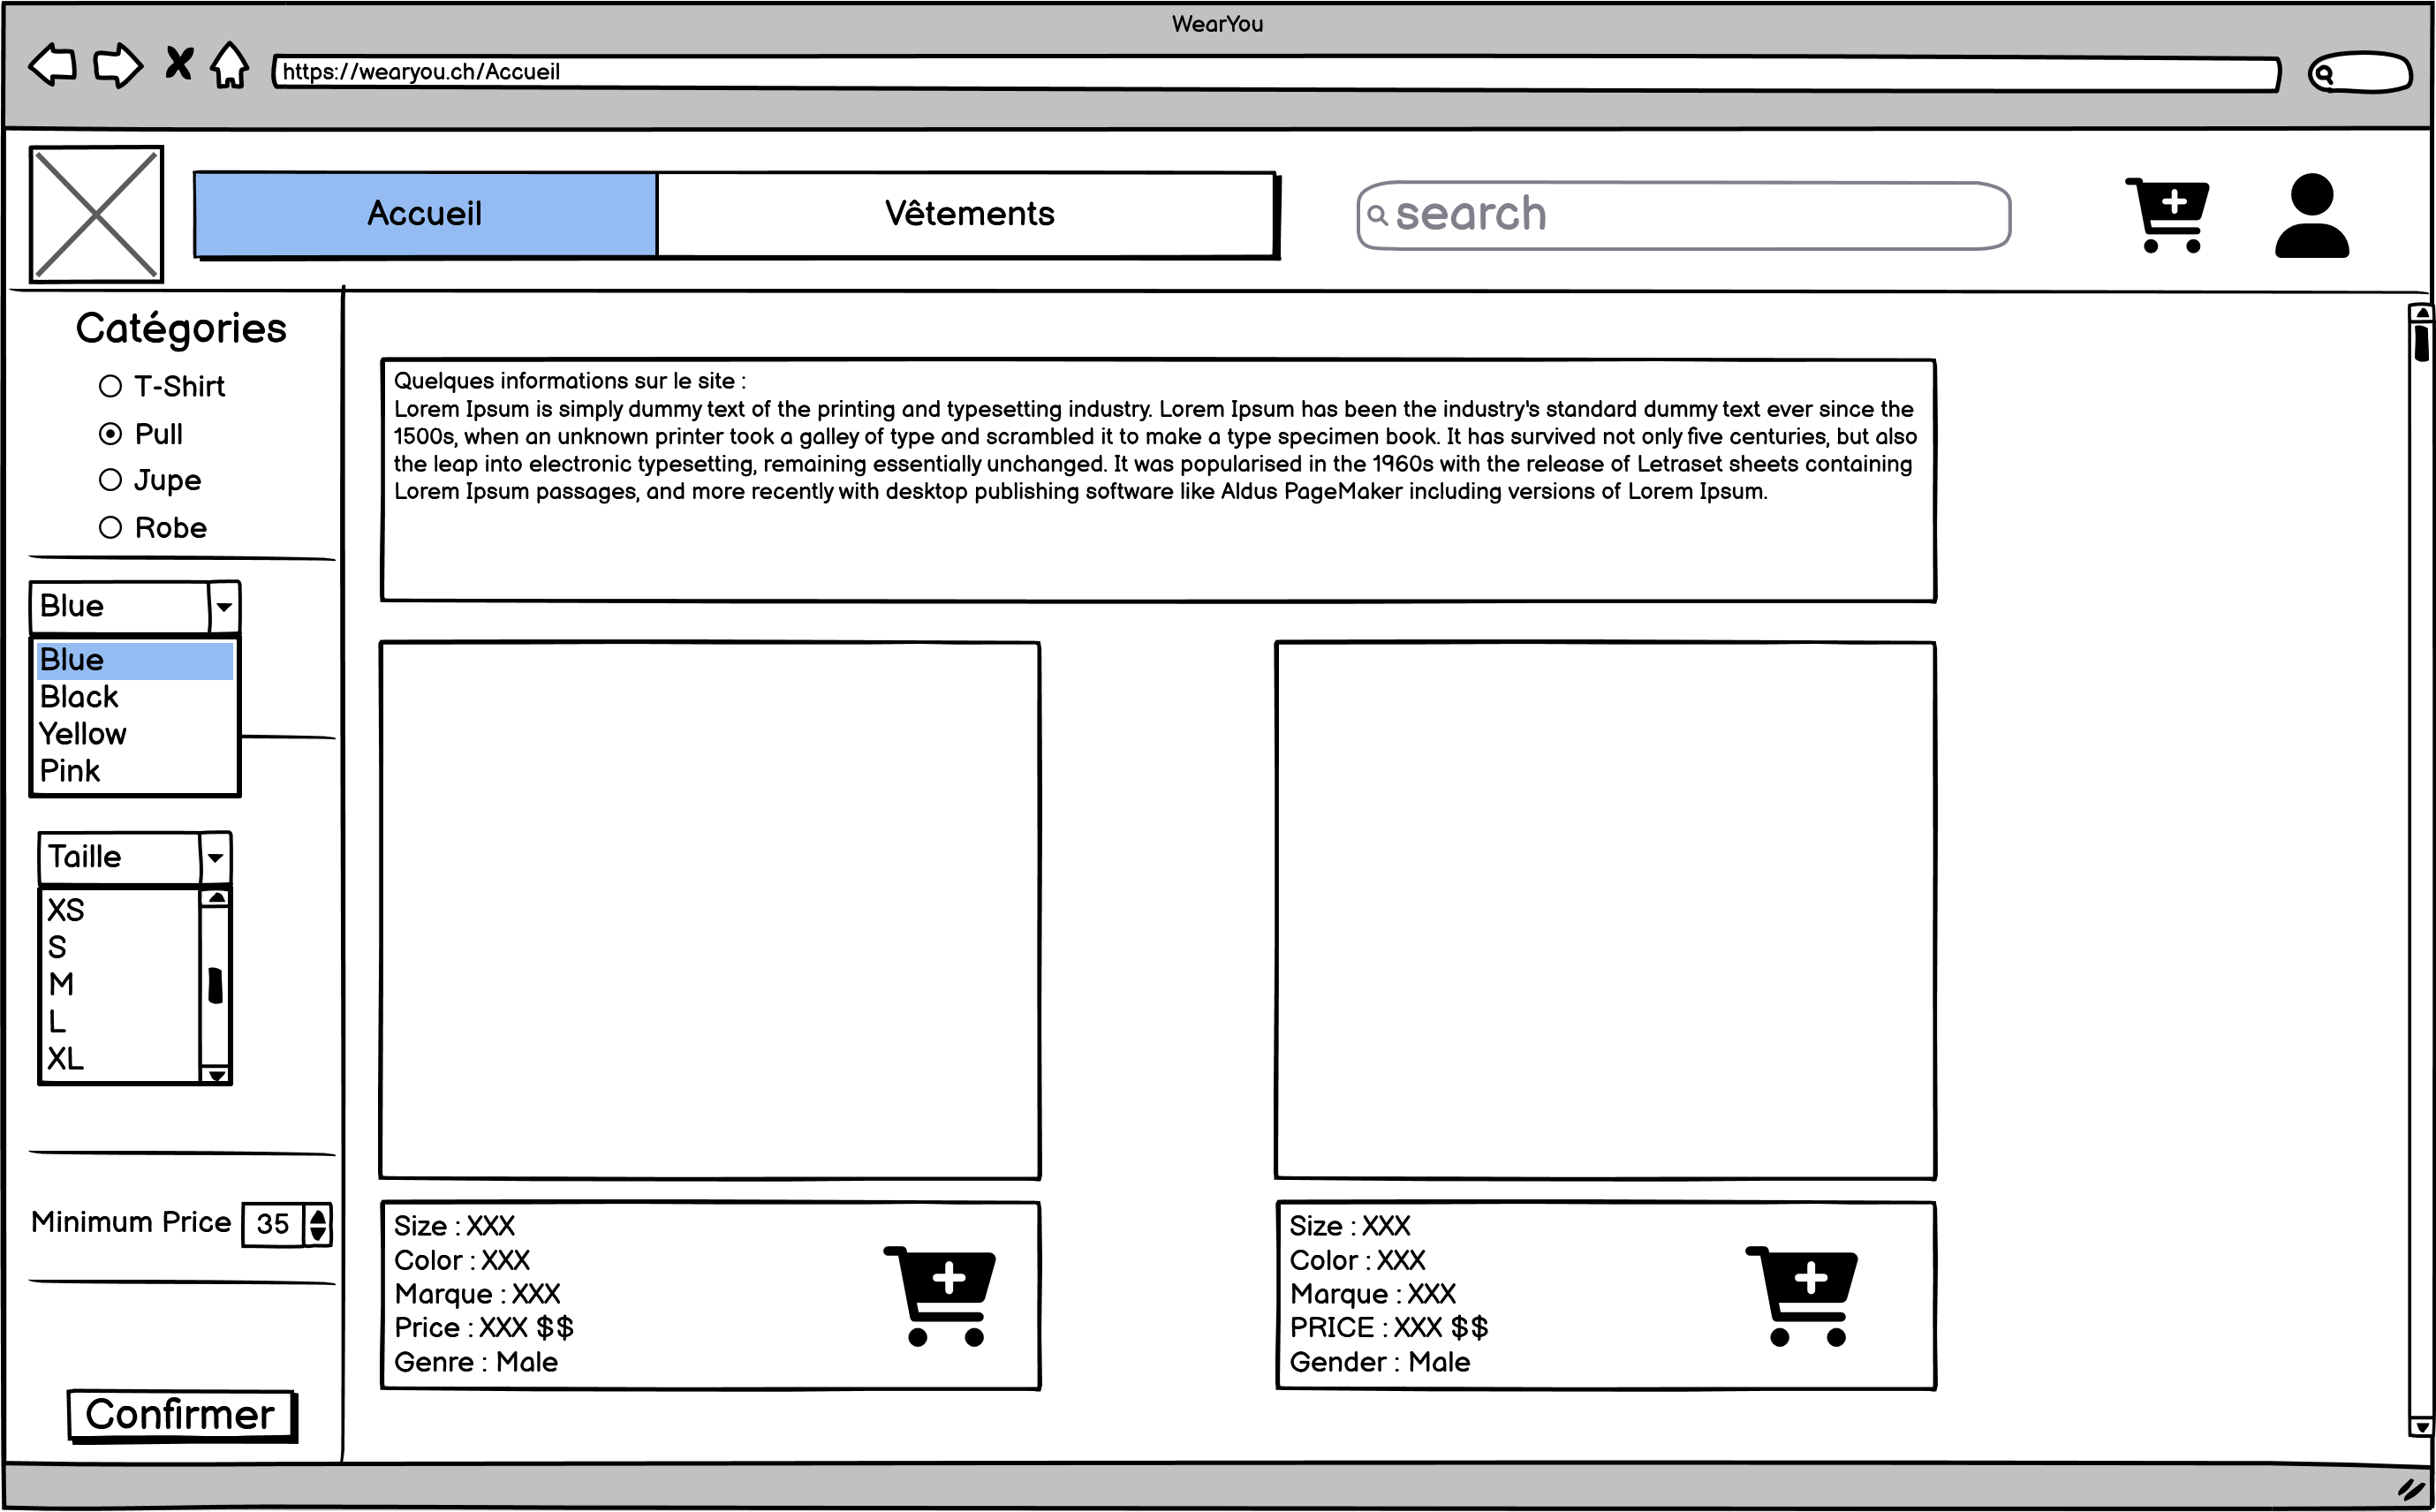 WearYou
https://wearyou.ch/Accueil
Accueil
Vêtements
search
Catégories
T-Shirt
Pull
Jupe
Robe
Blue
Blue
Black
Yellow
Pink
Taille
XS
S
M
L
XL
Minimum Price 35
Confirmer
Quelques informations sur le site :
Lorem Ipsum is simply dummy text of the printing and typesetting industry. Lorem Ipsum has been the industry's standard dummy text ever since the
1500s, when an unknown printer took a galley of type and scrambled it to make a type specimen book. It has survived not only five centuries, but also
the leap into electronic typesetting, remaining essentially unchanged. It was popularised in the 1960s with the release of Letraset sheets containing
Lorem Ipsum passages, and more recently with desktop publishing software like Aldus PageMaker including versions of Lorem Ipsum.
Size : XXX
Color : XXX
Marque : XXX
Price : XXX $$
Genre : Male
Size : XXX
Color : XXX
Marque : XXX
PRICE : XXX $$
Gender : Male